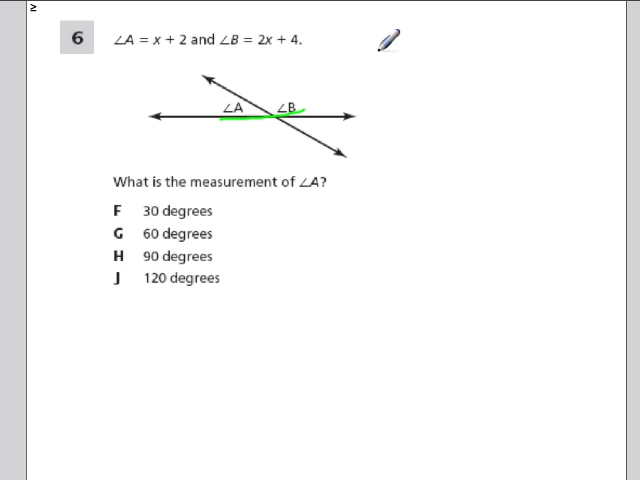 ≥
6 ∠A = x + 2 and ∠B = 2x + 4.
∠A ∠B
What is the measurement of ∠A?
F 30 degrees
G 60 degrees
H 90 degrees
J 120 degrees